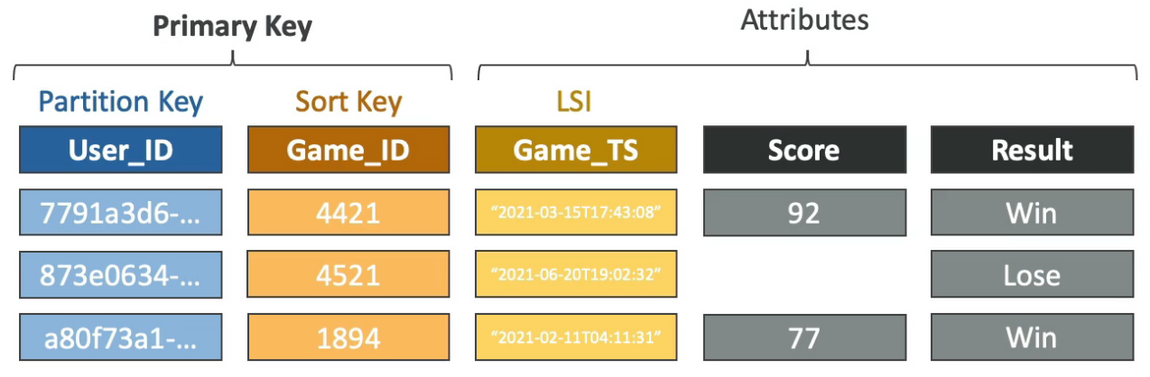 Primary Key
Attributes
Partition Key
Sort Key
LSI
User_ID
Game_ID
Game_TS
Score
Result
7791a3d6-...
4421
"2021-03-15T17:43:08"
92
Win
873e0634-...
4521
"2021-06-20T19:02:32"
Lose
a80f73a1-...
1894
"2021-02-11T04:11:31"
77
Win